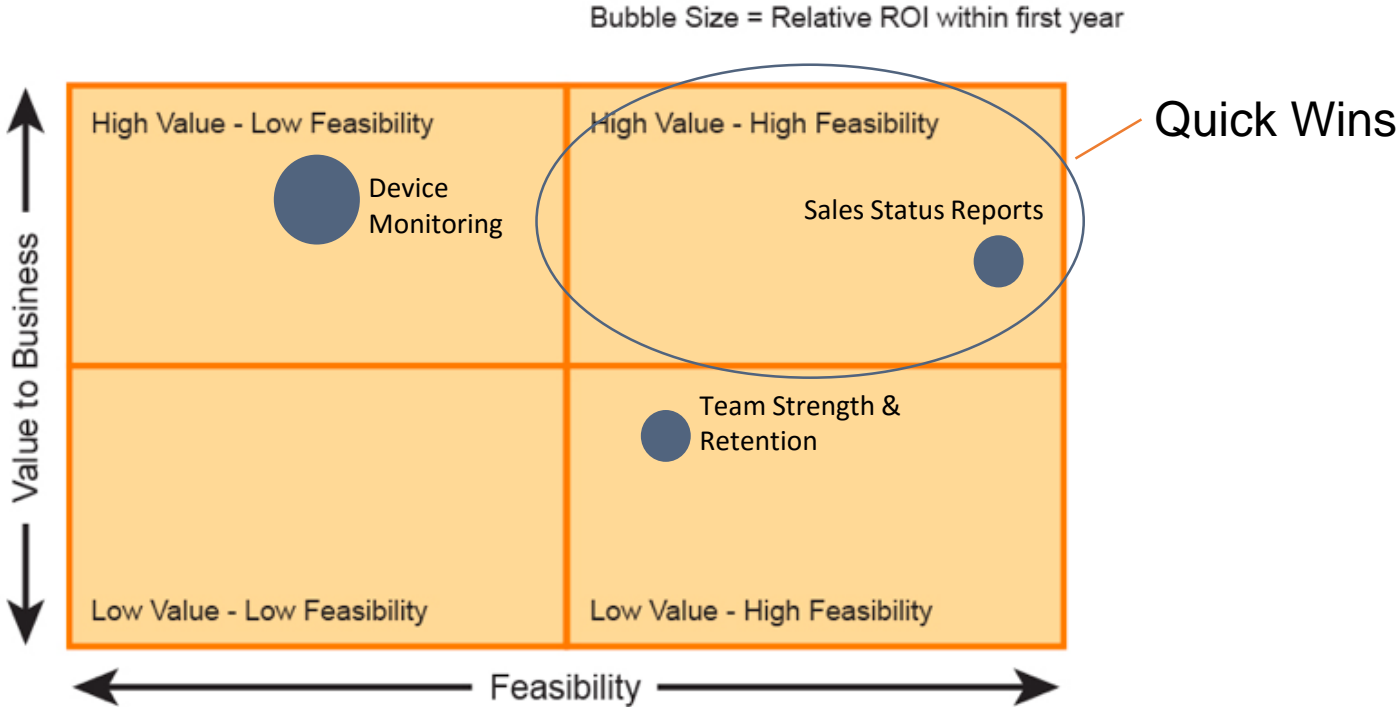 Bubble Size = Relative ROI within first year
High Value - Low Feasibility
High Value - High Feasibility
Quick Wins
Device
Monitoring
Sales Status Reports
Value to Business
Team Strength &
Retention
Low Value - Low Feasibility
Low Value - High Feasibility
Feasibility